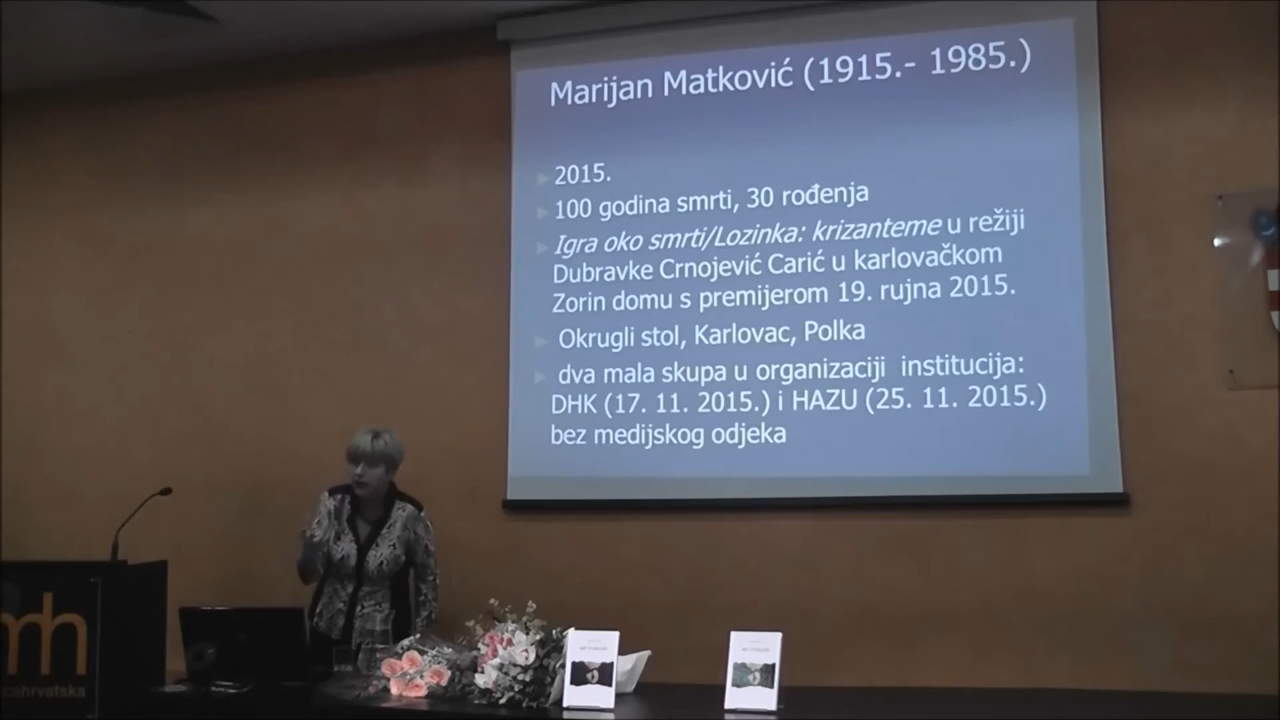 Marijan Matković (1915.- 1985.)
2015.
100 godina smrti, 30 rođenja
Igra oko smrti/Lozinka: krizanteme u režiji
Dubravke Crnojević Carić u karlovačkom
Zorin domu s premijerom 19. rujna 2015.
Okrugli stol, Karlovac, Polka
dva mala skupa u organizaciji institucija:
DHK (17. 11. 2015.) i HAZU (25. 11. 2015.)
bez medijskog odjeka
mh
cahrvatska